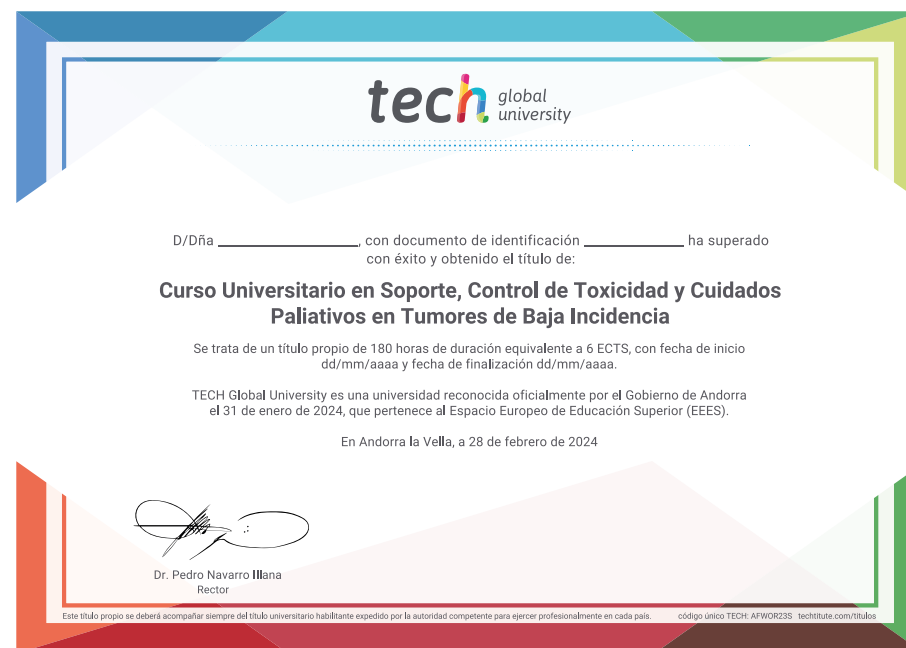 tech global university
D/Dña ____________________, con documento de identificación ______________ ha superado
con éxito y obtenido el título de:
Curso Universitario en Soporte, Control de Toxicidad y Cuidados
Paliativos en Tumores de Baja Incidencia
Se trata de un título propio de 180 horas de duración equivalente a 6 ECTS, con fecha de inicio
dd/mm/aaaa y fecha de finalización dd/mm/aaaa.
TECH Global University es una universidad reconocida oficialmente por el Gobierno de Andorra
el 31 de enero de 2024, que pertenece al Espacio Europeo de Educación Superior (EEES).
En Andorra la Vella, a 28 de febrero de 2024
Dr. Pedro Navarro Illana
Rector
Este título propio se deberá acompañar siempre del título universitario habilitante expedido por la autoridad competente para ejercer profesionalmente en cada país. código único TECH: AFWOR23S techtitute.com/titulos